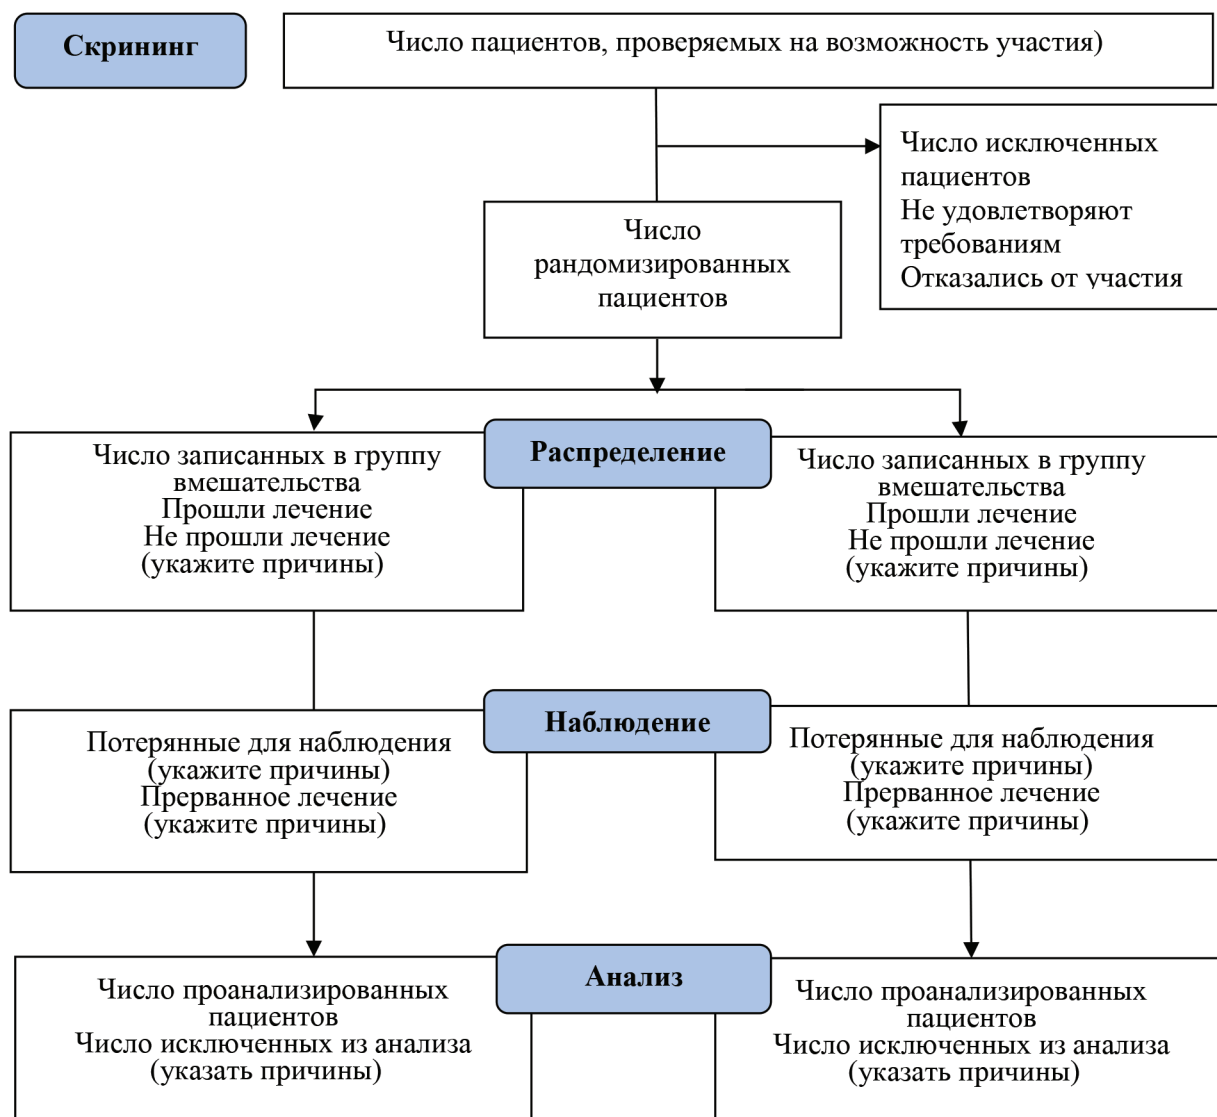 Скрининг
Число пациентов, проверяемых на возможность участия)
Число исключенных
пациентов
Не удовлетворяют
требованиям
Отказались от участия
Число
рандомизированных
пациентов
Распределение
Число записанных в группу
вмешательства
Прошли лечение
Не прошли лечение
(укажите причины)
Число записанных в группу
вмешательства
Прошли лечение
Не прошли лечение
(укажите причины)
Наблюдение
Потерянные для наблюдения
(укажите причины)
Прерванное лечение
(укажите причины)
Потерянные для наблюдения
(укажите причины)
Прерванное лечение
(укажите причины)
Анализ
Число проанализированных
пациентов
Число исключенных из анализа
(указать причины)
Число проанализированных
пациентов
Число исключенных из анализа
(указать причины)